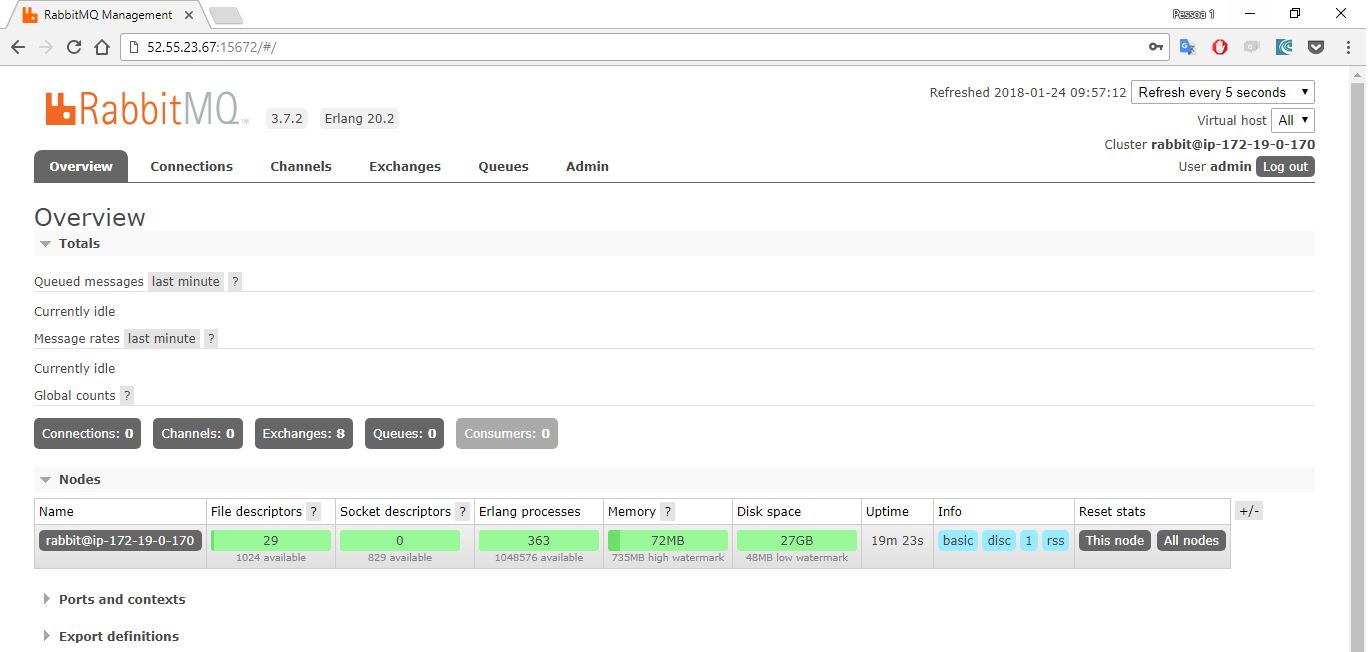 RabbitMQ Management
Pessoa 1
52.55.23.67:15672/#/
RabbitMQ™ 3.7.2 Erlang 20.2
Refreshed 2018-01-24 09:57:12 Refresh every 5 seconds
Virtual host All
Cluster rabbit@ip-172-19-0-170
User admin Log out
Overview Connections Channels Exchanges Queues Admin
Overview
Totals
Queued messages last minute ?
Currently idle
Message rates last minute ?
Currently idle
Global counts ?
Connections: 0 Channels: 0 Exchanges: 8 Queues: 0 Consumers: 0
Nodes
Name File descriptors ? Socket descriptors ? Erlang processes Memory ? Disk space Uptime Info Reset stats +/-
rabbit@ip-172-19-0-170 29 0 363 72MB 27GB 19m 23s basic disc 1 rss This node All nodes
1024 available 829 available 1048576 available 735MB high watermark 48MB low watermark
Ports and contexts
Export definitions